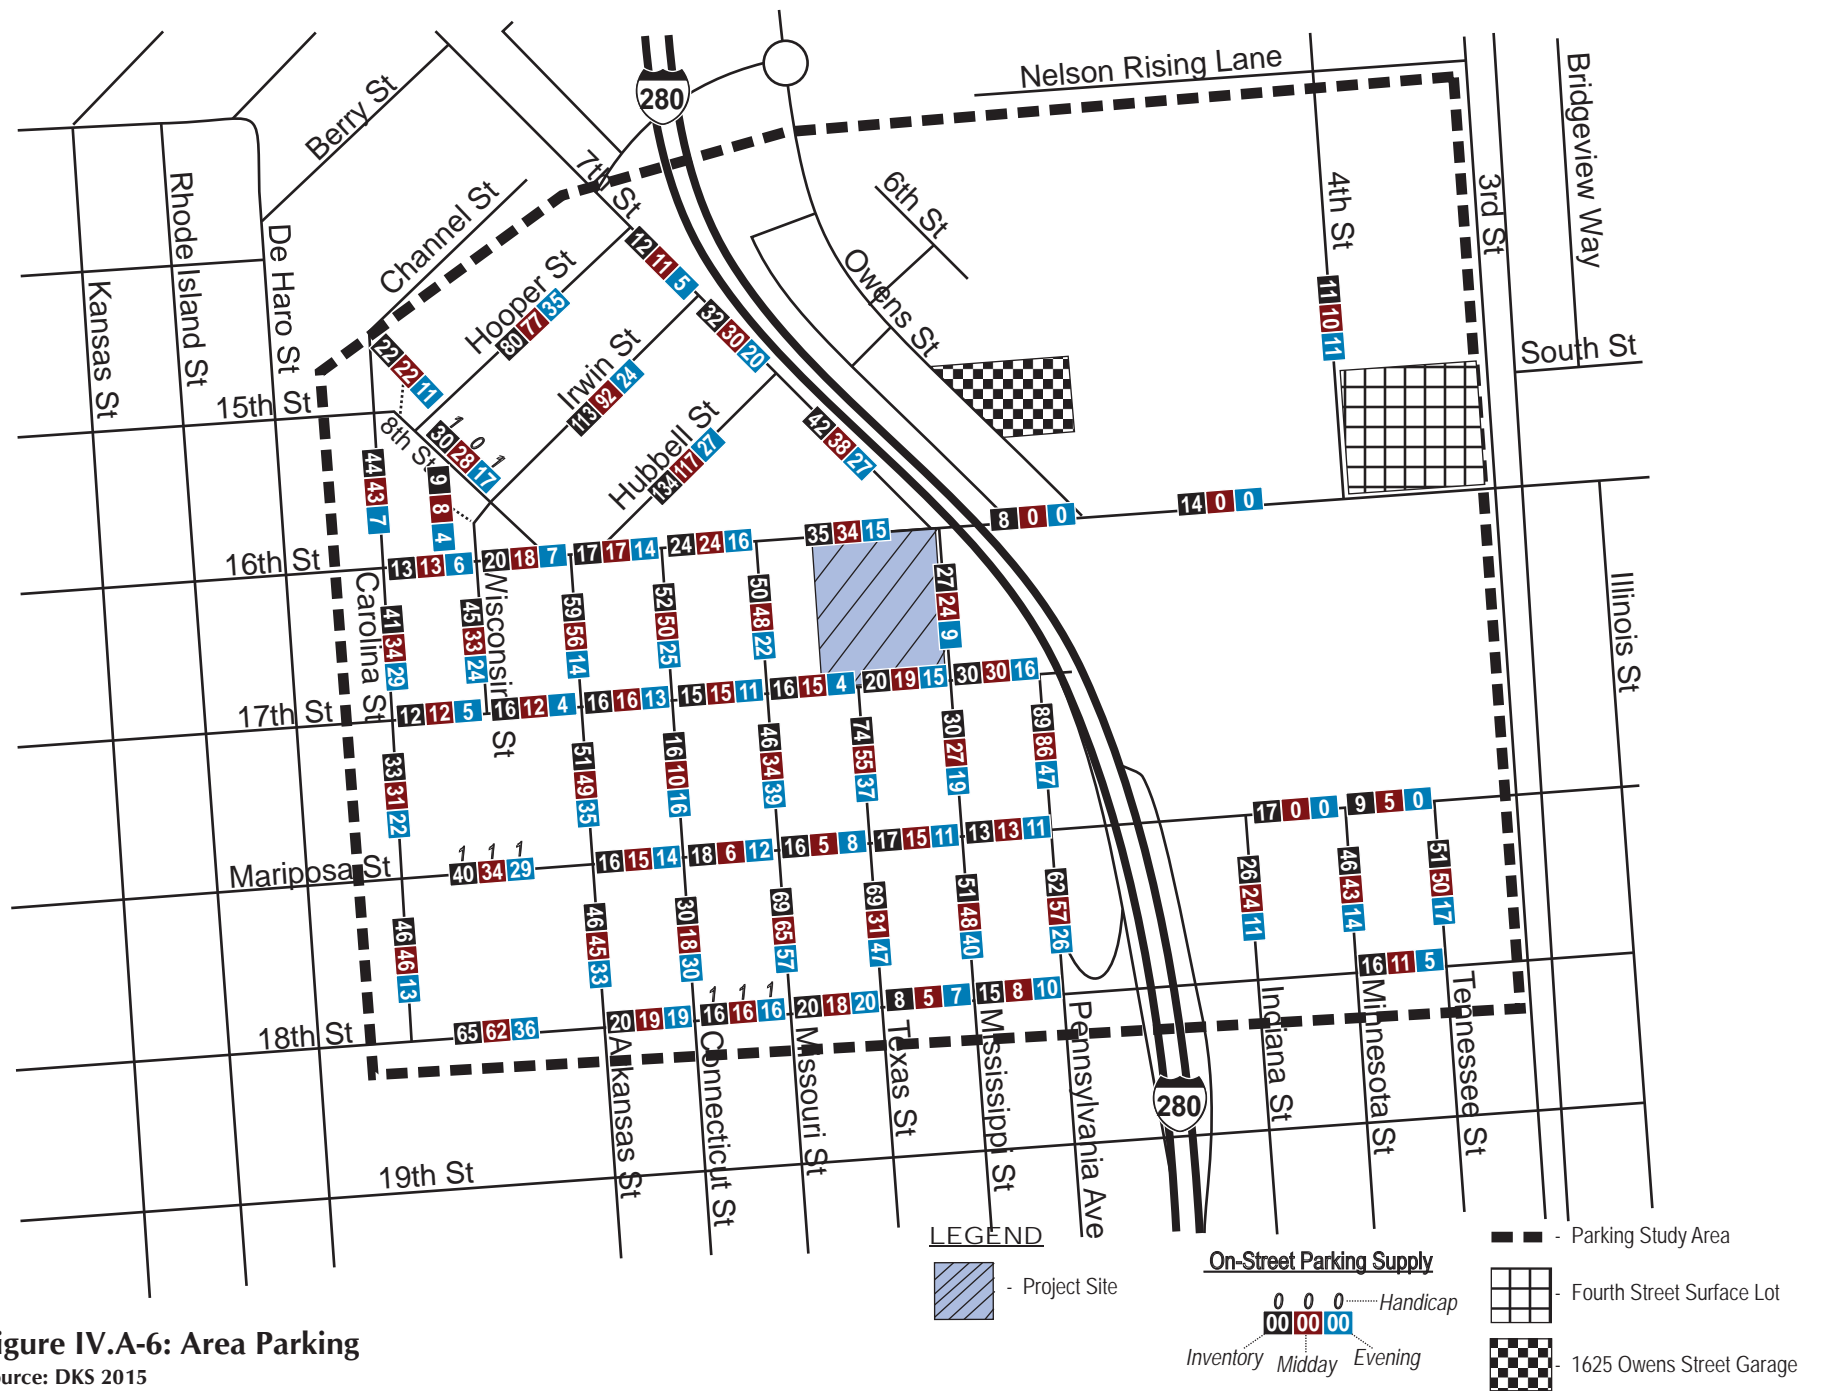 Nelson Rising Lane
280
Berry St
7th St
Bridgeview Way
Rhode Island St
Channel St
6th St
4th St
3rd St
De Haro St
Kansas St
Hooper St
Owens St
12 11 5
80 77 35
11 10 11
32 30 20
22 22 11
Irwin St
113 92 24
South St
15th St
8th St
1 0 1
30 28 17
Hubbell St
134 117 27
42 38 27
44 43 7
9 8 4
8 0 0
14 0 0
16th St
13 13 6
20 18 7
17 17 14
24 24 16
35 34 15
Carolina St
Wisconsin St
Illinois St
41 34 29
45 33 24
59 56 14
52 50 25
50 48 22
27 24 9
17th St
12 12 5
16 12 4
16 16 13
15 15 11
16 15 4
20 19 15
30 30 16
33 31 22
51 49 35
16 10 16
46 34 39
74 55 37
30 27 19
89 86 47
17 0 0
9 5 0
Mariposa St
1 1 1
40 34 29
16 15 14
18 6 12
16 5 8
17 15 11
13 13 11
46 46 13
46 45 33
30 18 30
69 65 57
69 31 47
51 48 40
62 57 26
26 24 11
46 43 14
51 50 17
16 11 5
18th St
65 62 36
20 19 19
1 1 1
16 16 16
20 18 20
8 5 7
15 8 10
Arkansas St
Connecticut St
Missouri St
Texas St
Mississippi St
Pennsylvania Ave
280
Indiana St
Minnesota St
Tennessee St
19th St
LEGEND
- Project Site
On-Street Parking Supply
0 0 0 Handicap
00 00 00
Inventory Midday Evening
- Parking Study Area
- Fourth Street Surface Lot
- 1625 Owens Street Garage
igure IV.A-6: Area Parking
ource: DKS 2015